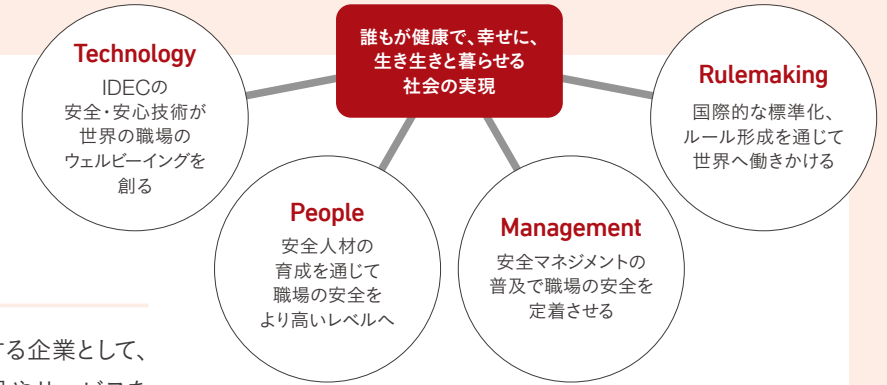 誰もが健康で、幸せに、
生き生きと暮らせる
社会の実現
Technology
IDECの
安全・安心技術が
世界の職場の
ウェルビーイングを
創る
People
安全人材の
育成を通じて
職場の安全を
より高いレベルへ
Management
安全マネジメントの
普及で職場の安全を
定着させる
Rulemaking
国際的な標準化、
ルール形成を通じて
世界へ働きかける
する企業として、
やサービスを